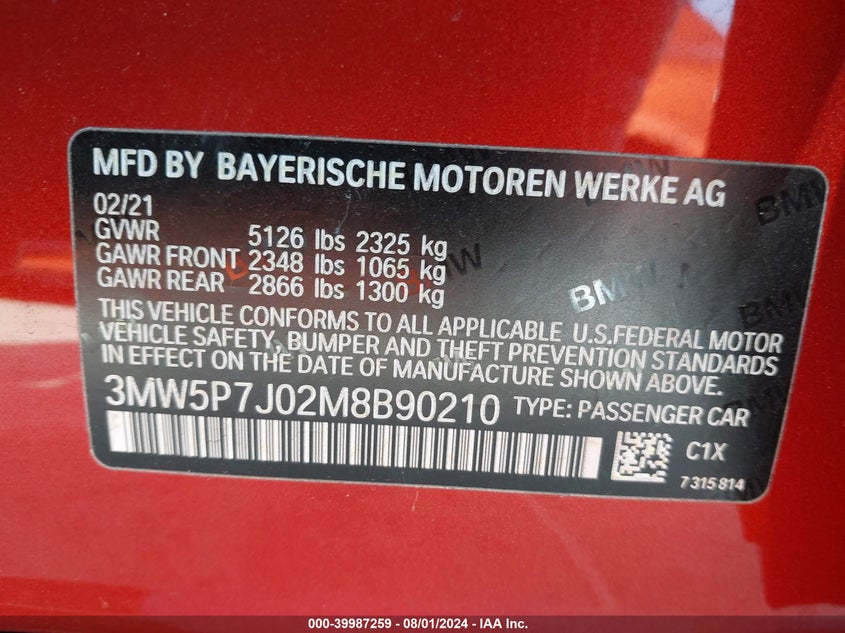 MFD BY BAYERISCHE MOTOREN WERKE AG
02/21
GVWR 5126 lbs 2325 kg
GAWR FRONT 2348 lbs 1065 kg
GAWR REAR 2866 lbs 1300 kg
THIS VEHICLE CONFORMS TO ALL APPLICABLE U.S.FEDERAL MOTOR
VEHICLE SAFETY, BUMPER AND THEFT PREVENTION STANDARDS
IN EFFECT ON THE DATE OF MANUFACTURE SHOWN ABOVE.
3MW5P7J02M8B90210 TYPE: PASSENGER CAR
C1X
7315814
BMW
BMW
BMW
000-39987259 - 08/01/2024 - IAA Inc.